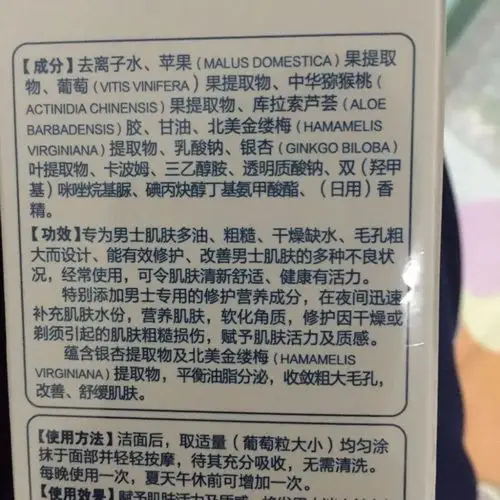 【成分】去离子水、苹果(MALUS DOMESTICA)果提取
物、葡萄(VITIS VINIFERA)果提取物、中华猕猴桃
(ACTINIDIA CHINENSIS)果提取物、库拉索芦荟(ALOE
BARBADENSIS)胶、甘油、北美金缕梅(HAMAMELIS
VIRGINIANA)提取物、乳酸钠、银杏(GINKGO BILOBA)
叶提取物、卡波姆、三乙醇胺、透明质酸钠、双(羟甲
基)咪唑烷基脲、碘丙炔醇丁基氨甲酸酯、(日用)香
精。
【功效】专为男士肌肤多油、粗糙、干燥缺水、毛孔粗
大而设计、能有效修护、改善男士肌肤的多种不良状
况，经常使用，可令肌肤清新舒适、健康有活力。
特别添加男士专用的修护营养成分，在夜间迅速
补充肌肤水份，营养肌肤，软化角质，修护因干燥或
剃须引起的肌肤粗糙损伤，赋予肌肤活力及质感。
蕴含银杏提取物及北美金缕梅(HAMAMELIS
VIRGINIANA)提取物，平衡油脂分泌，收敛粗大毛孔，
改善、舒缓肌肤。
【使用方法】洁面后，取适量（葡萄粒大小）均匀涂
抹于面部并轻轻按摩，待其充分吸收，无需清洗。
每晚使用一次，夏天午休前可增加一次。
【使用效果】赋予肌肤活力及质感